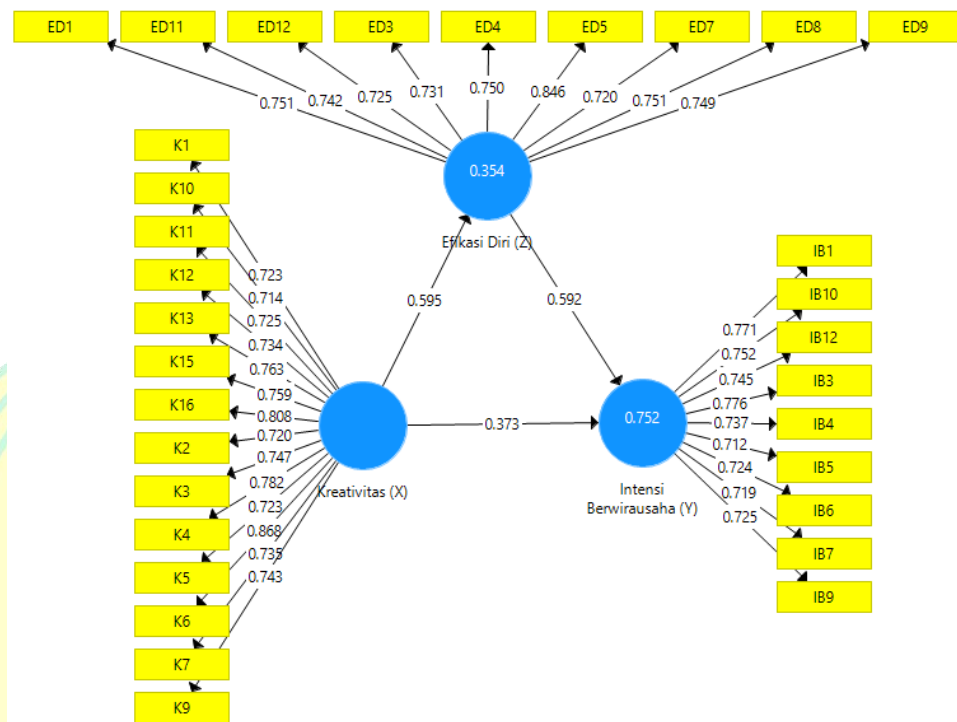 ED1 ED11 ED12 ED3 ED4 ED5 ED7 ED8 ED9
0.751 0.742 0.725 0.731 0.750 0.846 0.720 0.751 0.749
0.354
Efikasi Diri (Z)
0.595
0.592
K1
K10
K11
K12
K13
K15
K16
K2
K3
K4
K5
K6
K7
K9
0.723
0.714
0.725
0.734
0.763
0.759
0.808
0.720
0.747
0.782
0.723
0.868
0.735
0.743
Kreativitas (X)
0.373
0.752
Intensi
Berwirausaha (Y)
0.771
0.752
0.745
0.776
0.737
0.712
0.724
0.719
0.725
IB1
IB10
IB12
IB3
IB4
IB5
IB6
IB7
IB9